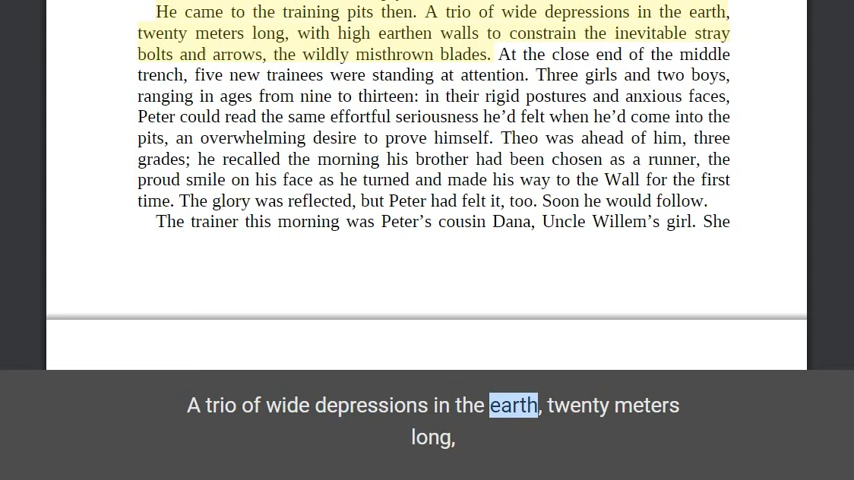 He came to the training pits then. A trio of wide depressions in the earth,
twenty meters long, with high earthen walls to constrain the inevitable stray
bolts and arrows, the wildly misthrown blades. At the close end of the middle
trench, five new trainees were standing at attention. Three girls and two boys,
ranging in ages from nine to thirteen: in their rigid postures and anxious faces,
Peter could read the same effortful seriousness he’d felt when he’d come into the
pits, an overwhelming desire to prove himself. Theo was ahead of him, three
grades; he recalled the morning his brother had been chosen as a runner, the
proud smile on his face as he turned and made his way to the Wall for the first
time. The glory was reflected, but Peter had felt it, too. Soon he would follow.
The trainer this morning was Peter’s cousin Dana, Uncle Willem’s girl. She
A trio of wide depressions in the earth, twenty meters
long,